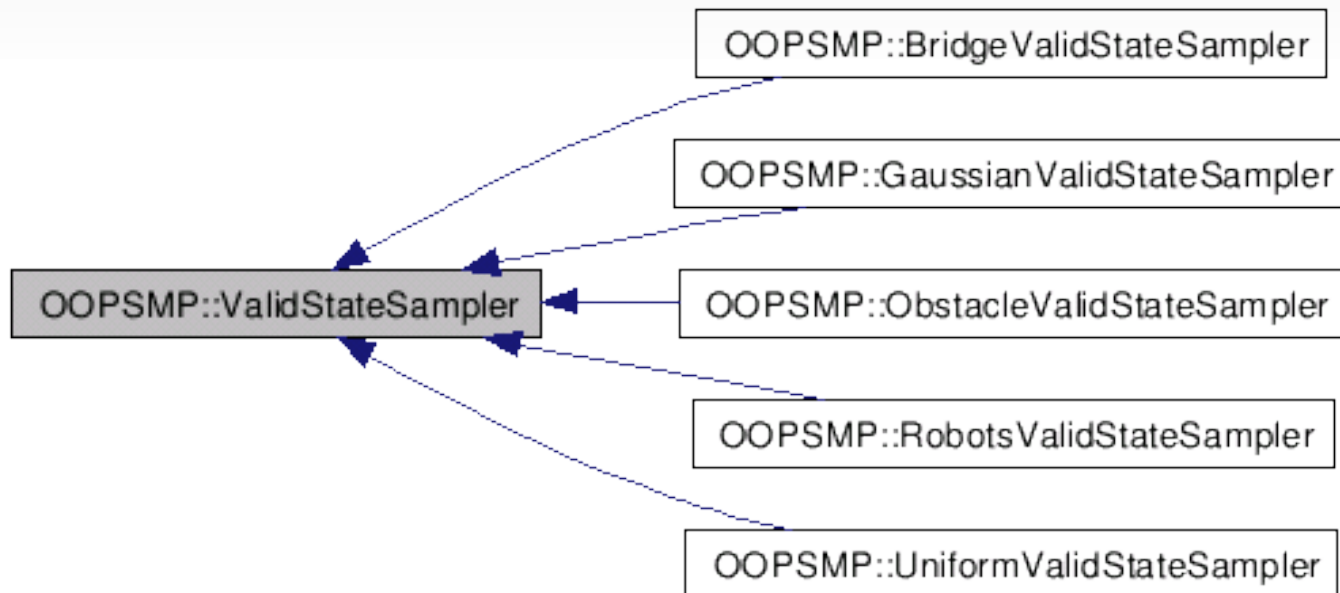 OOPSMP::BridgeValidStateSampler
OOPSMP::GaussianValidStateSampler
OOPSMP::ValidStateSampler
OOPSMP::ObstacleValidStateSampler
OOPSMP::RobotsValidStateSampler
OOPSMP::UniformValidStateSampler